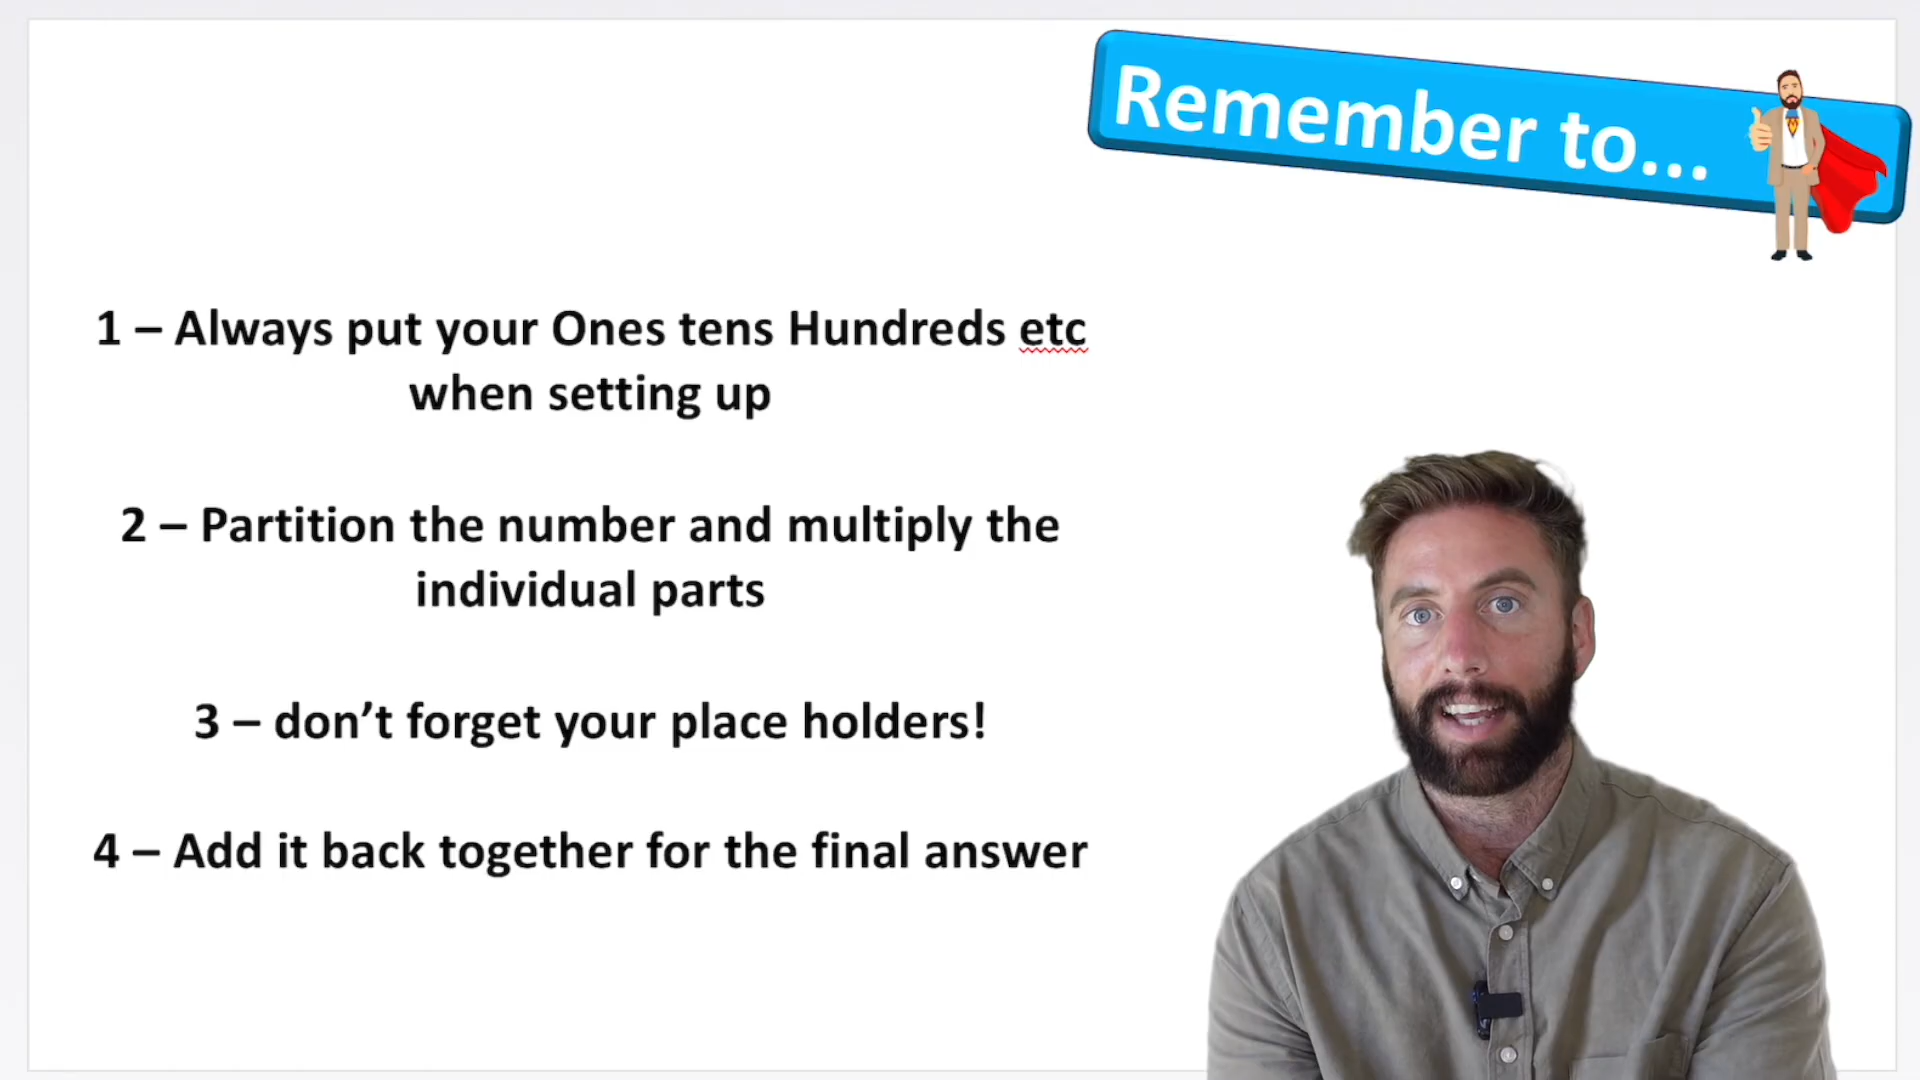 Remember to...
1 – Always put your Ones tens Hundreds etc
when setting up
2 – Partition the number and multiply the
individual parts
3 – don’t forget your place holders!
4 – Add it back together for the final answer